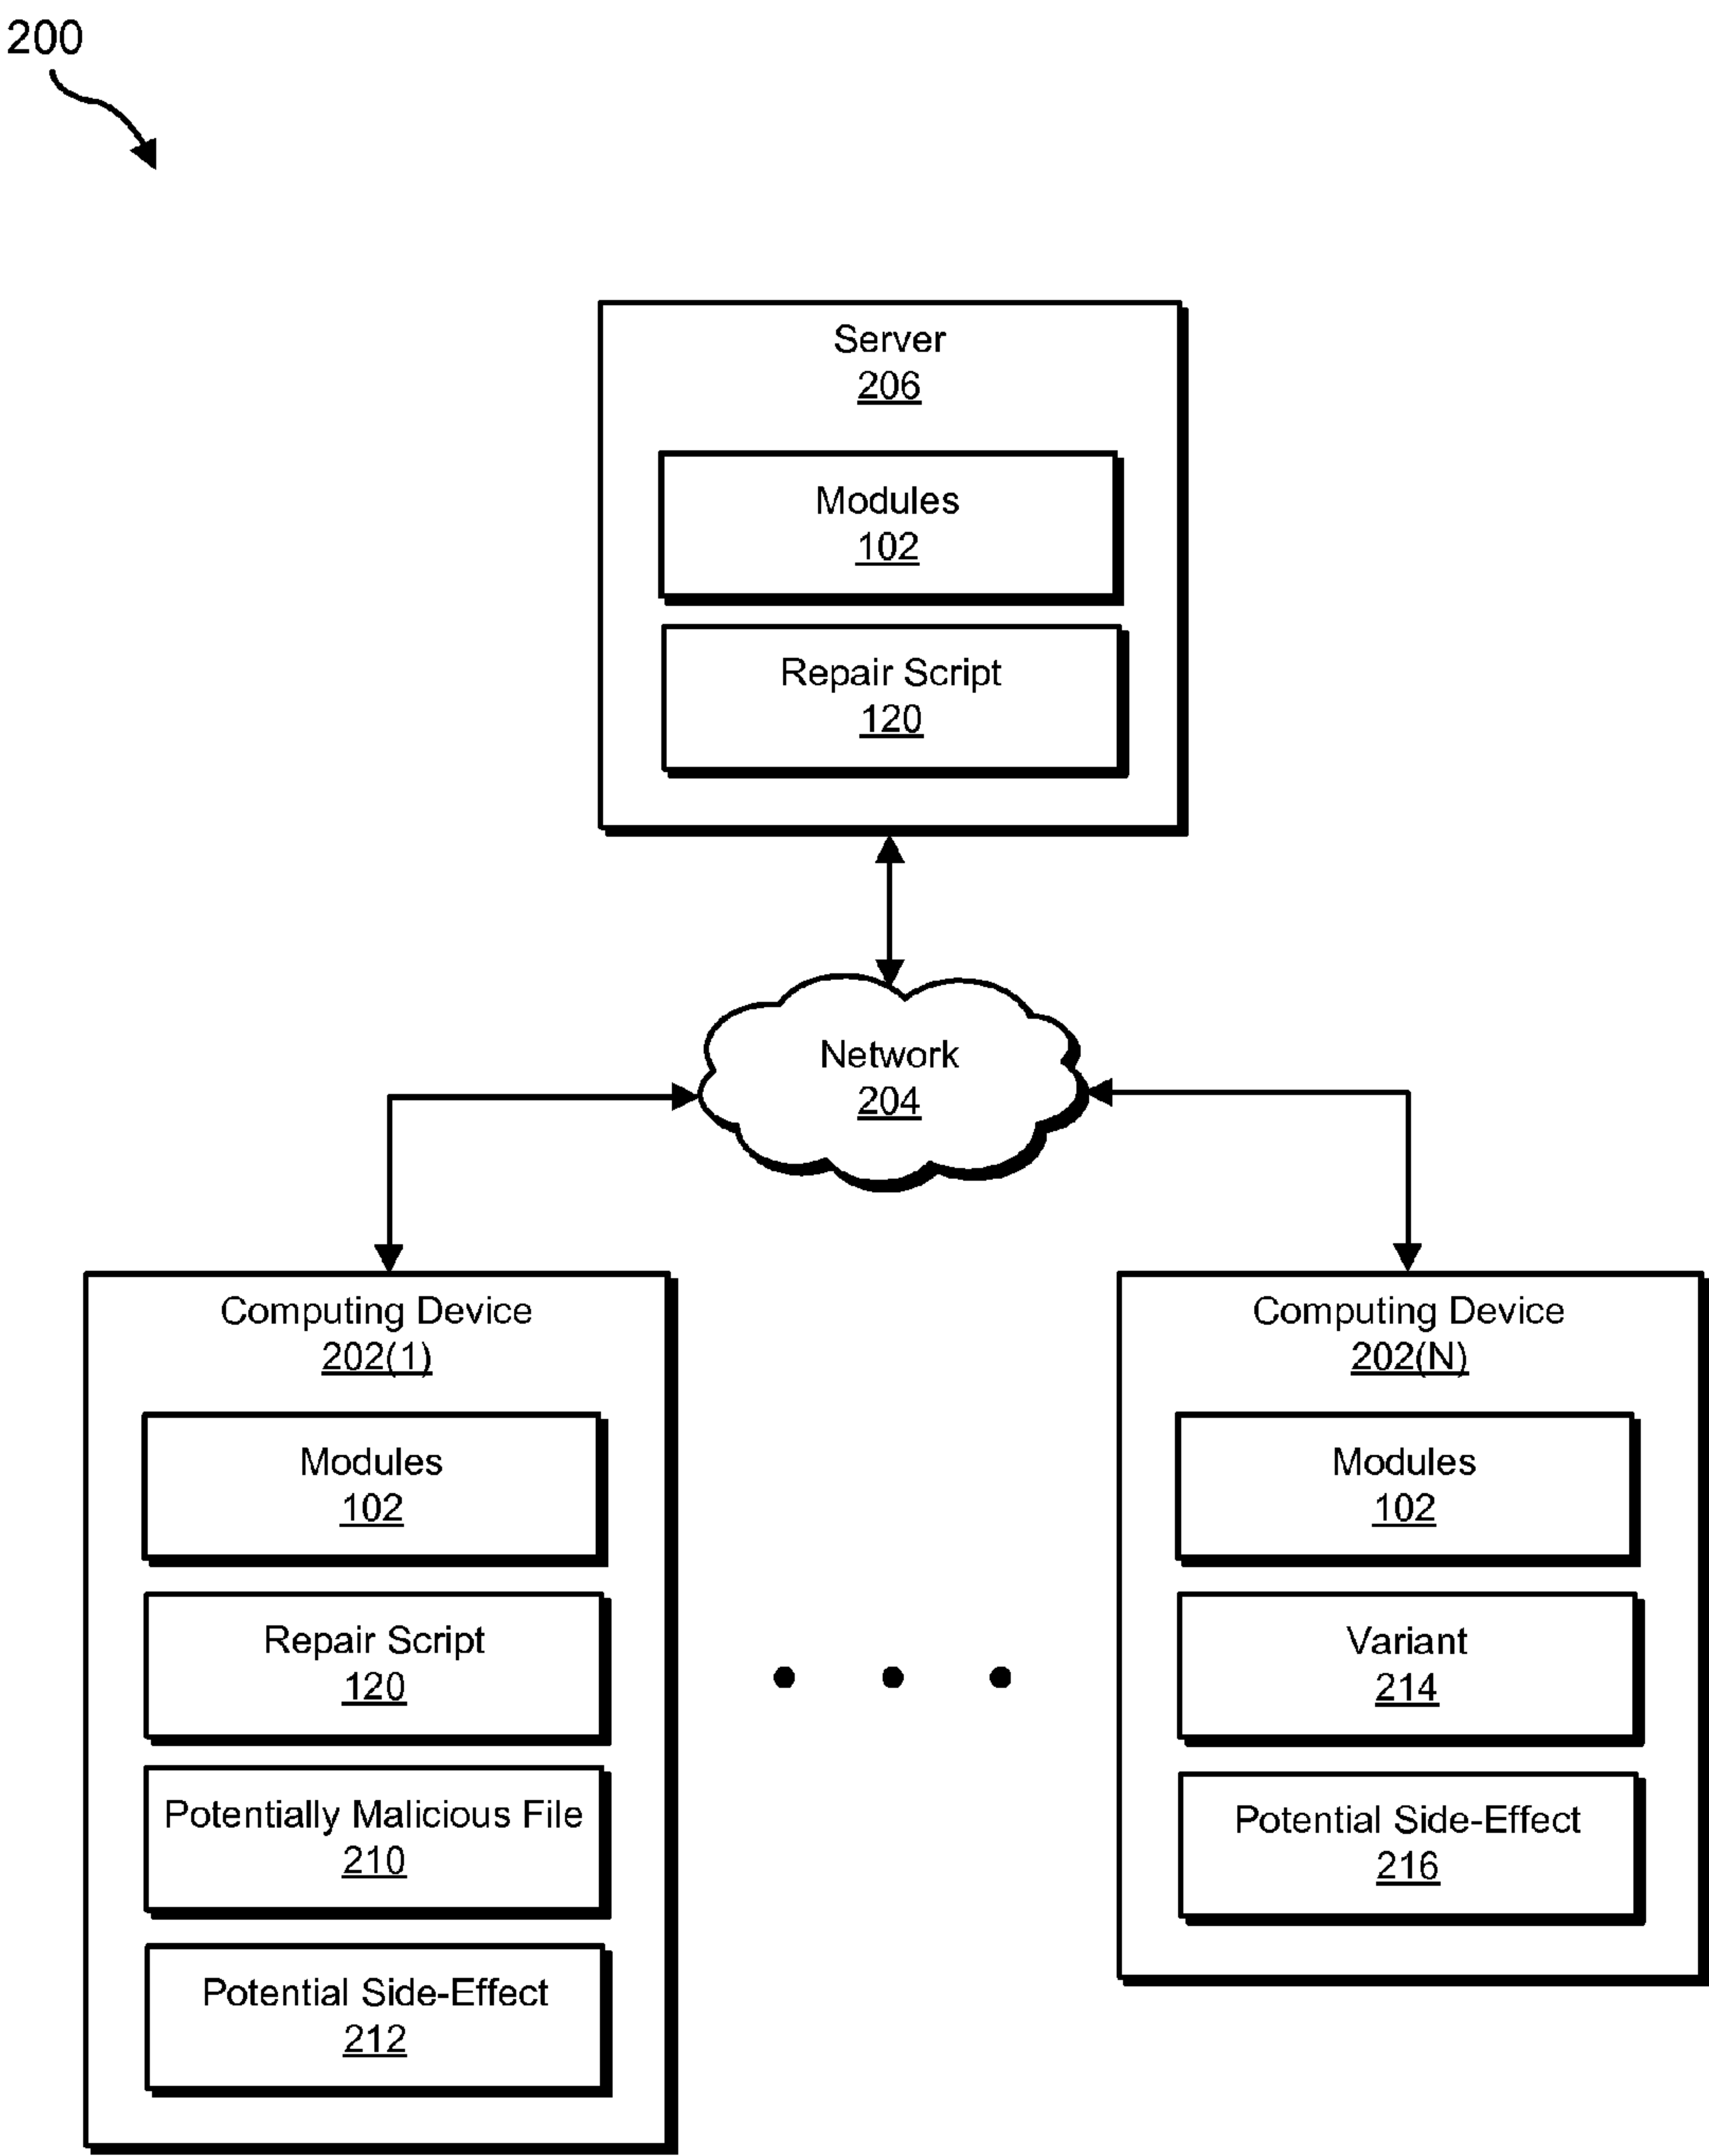 200
Server
206
Modules
102
Repair Script
120
Network
204
Computing Device
202(1)
Modules
102
Repair Script
120
Potentially Malicious File
210
Potential Side-Effect
212
Computing Device
202(N)
Modules
102
Variant
214
Potential Side-Effect
216